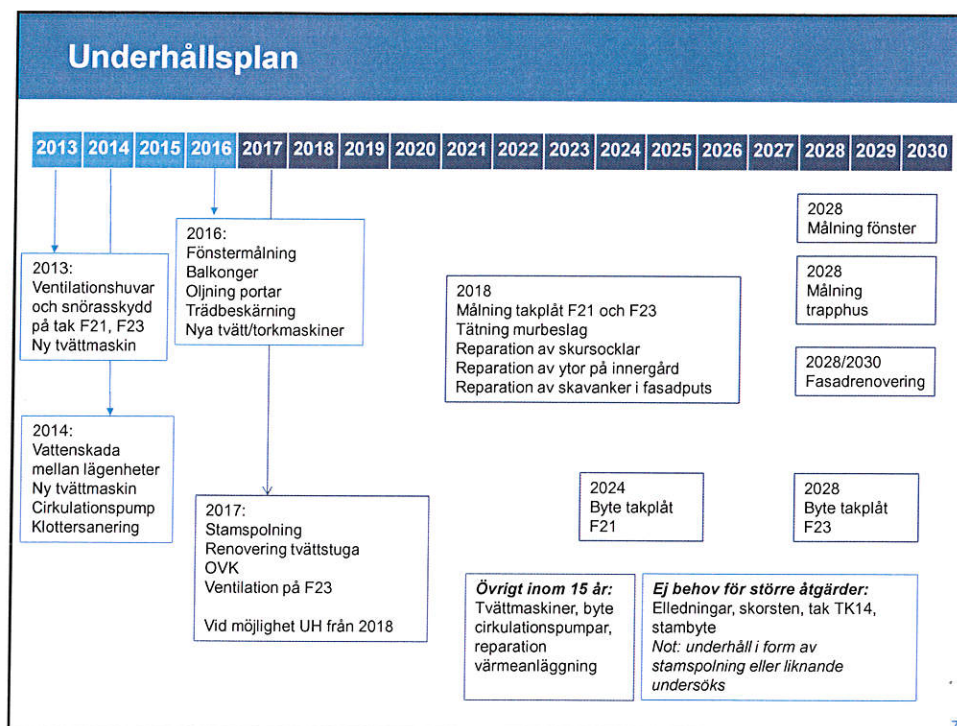 Underhållsplan
2013 2014 2015 2016 2017 2018 2019 2020 2021 2022 2023 2024 2025 2026 2027 2028 2029 2030
2013:
Ventilationshuvar
och snörasskydd
på tak F21, F23
Ny tvättmaskin
2014:
Vattenskada
mellan lägenheter
Ny tvättmaskin
Cirkulationspump
Klottersanering
2016:
Fönstermålning
Balkonger
Oljning portar
Trädbeskärning
Nya tvätt/torkmaskiner
2017:
Stamspolning
Renovering tvättstuga
OVK
Ventilation på F23
Vid möjlighet UH från 2018
2018
Målning takplåt F21 och F23
Tätning murbeslag
Reparation av skursocklar
Reparation av ytor på innergård
Reparation av skavanker i fasadputs
2028
Målning fönster
2028
Målning
trapphus
2028/2030
Fasadrenovering
2024
Byte takplåt
F21
2028
Byte takplåt
F23
Övrigt inom 15 år:
Tvättmaskiner, byte
cirkulationspumpar,
reparation
värmeanläggning
Ej behov för större åtgärder:
Elledningar, skorsten, tak TK14,
stambyte
Not: underhåll i form av
stamspolning eller liknande
undersöks